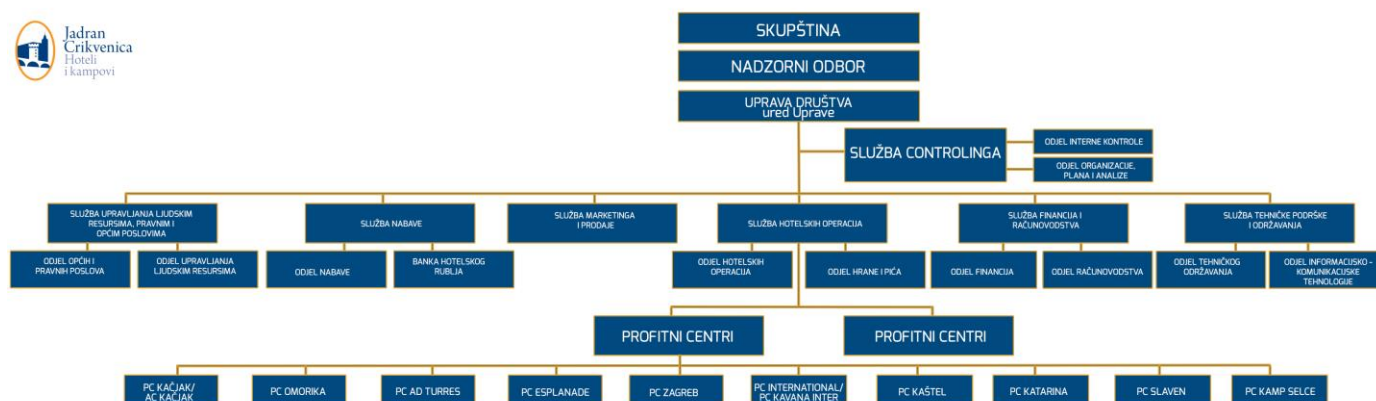 Jadran
Crikvenica
Hoteli
i kampovi
SKUPŠTINA
NADZORNI ODBOR
UPRAVA DRUŠTVA
ured Uprave
SLUŽBA CONTROLINGA
ODJEL INTERNE KONTROLE
ODJEL ORGANIZACIJE,
PLANA I ANALIZE
SLUŽBA UPRAVLJANJA LJUDSKIM
RESURSIMA, PRAVNIM I
OPĆIM POSLOVIMA
SLUŽBA NABAVE
SLUŽBA MARKETINGA
I PRODAJE
SLUŽBA HOTELSKIH OPERACIJA
SLUŽBA FINANCIJA I
RAČUNOVODSTVA
SLUŽBA TEHNIČKE PODRŠKE
I ODRŽAVANJA
ODJEL OPĆIH I
PRAVNIH POSLOVA
ODJEL UPRAVLJANJA
LJUDSKIM RESURSIMA
ODJEL NABAVE
BANKA HOTELSKOG
RUBLJA
ODJEL HOTELSKIH
OPERACIJA
ODJEL HRANE I PIĆA
ODJEL FINANCIJA
ODJEL RAČUNOVODSTVA
ODJEL TEHNIČKOG
ODRŽAVANJA
ODJEL INFORMACIJSKO -
KOMUNIKACIJSKE
TEHNOLOGIJE
PROFITNI CENTRI
PROFITNI CENTRI
PC KAČJAK/
AC KAČJAK
PC OMORIKA
PC AD TURRES
PC ESPLANADE
PC ZAGREB
PC INTERNATIONAL/
PC KAVANA INTER
PC KAŠTEL
PC KATARINA
PC SLAVEN
PC KAMP SELCE